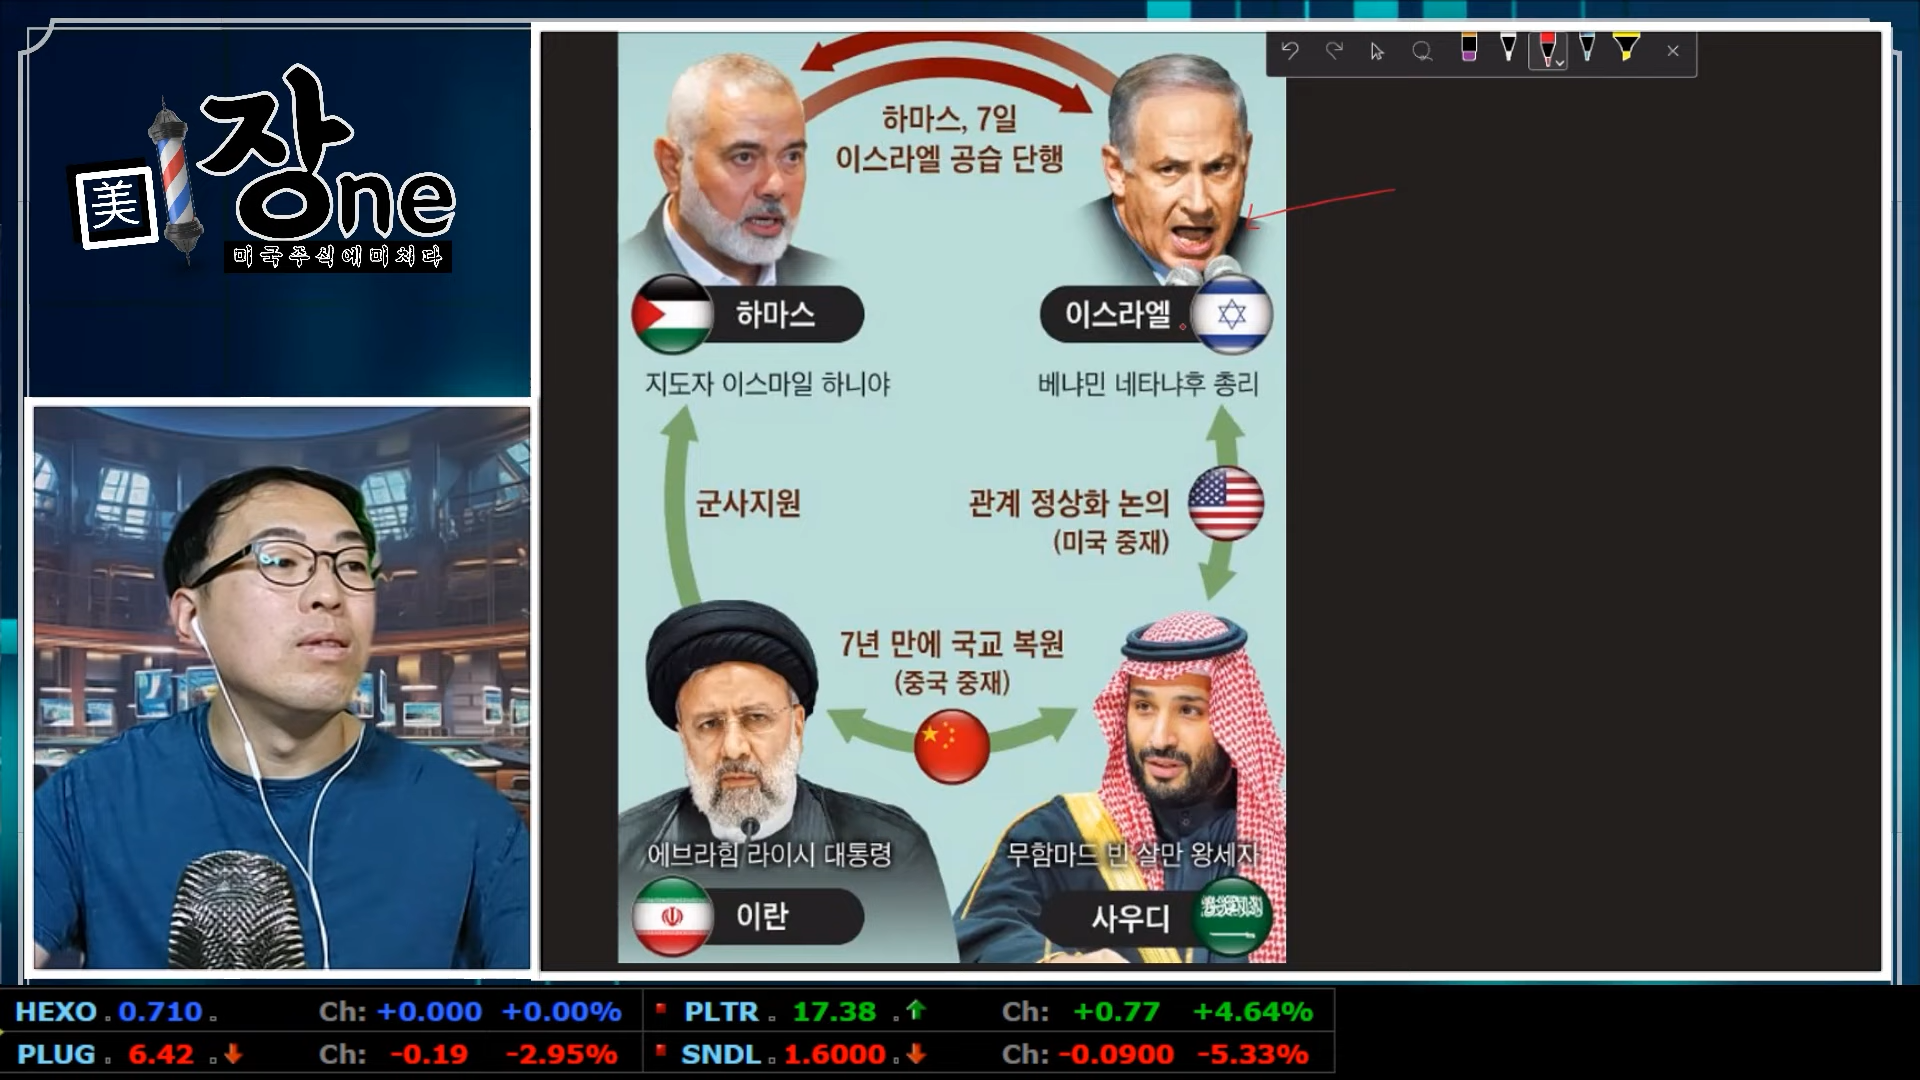 美
장one
미국주식에미치다
하마스, 7일
이스라엘 공습 단행
하마스
이스라엘
지도자 이스마일 하니야
베냐민 네타냐후 총리
군사지원
관계 정상화 논의
(미국 중재)
7년 만에 국교 복원
(중국 중재)
에브라힘 라이시 대통령
무함마드 빈 살만 왕세자
이란
사우디
HEXO 0.710 Ch: +0.000 +0.00% PLTR 17.38 Ch: +0.77 +4.64%
PLUG 6.42 Ch: -0.19 -2.95% SNDL 1.6000 Ch: -0.0900 -5.33%